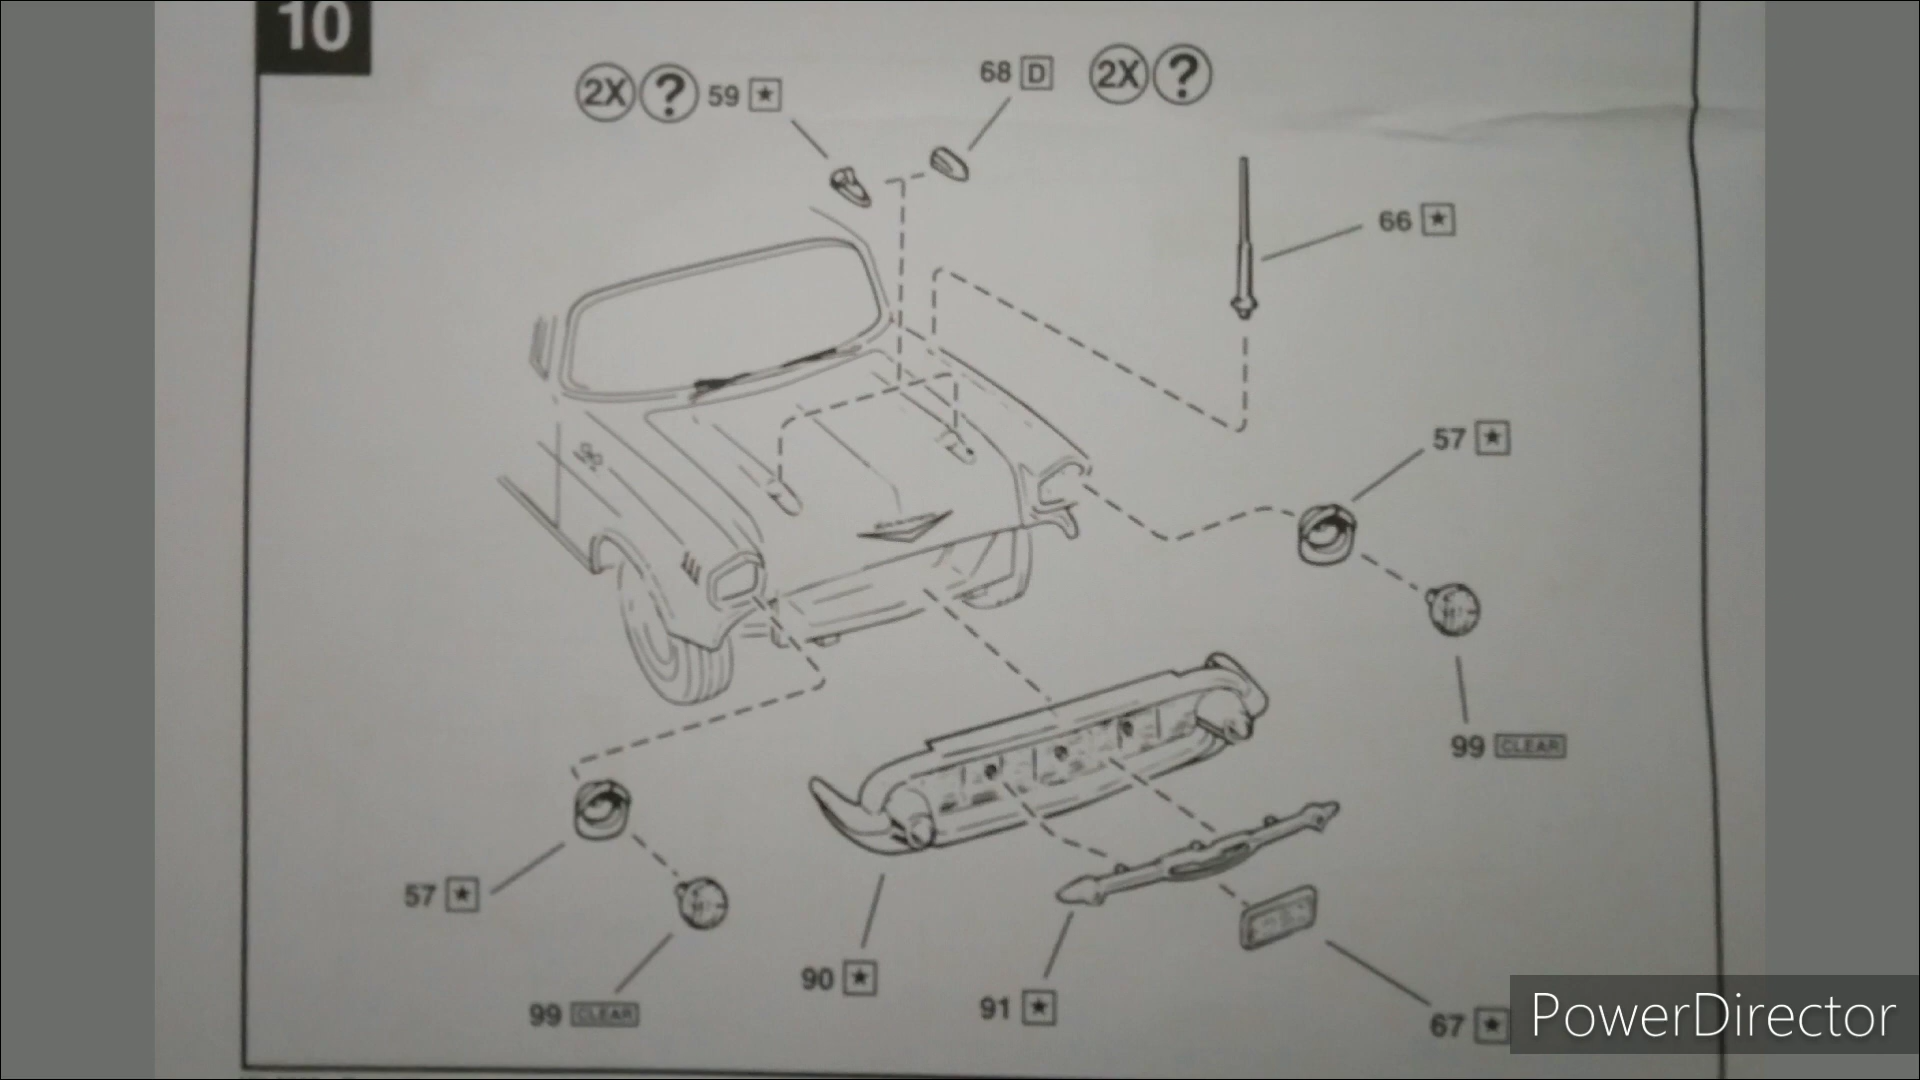 10
2X ? 59 ★
68 D 2X ?
66 ★
57 ★
99 CLEAR
57 ★
99 CLEAR
90 ★
91 ★
67 ★
PowerDirector